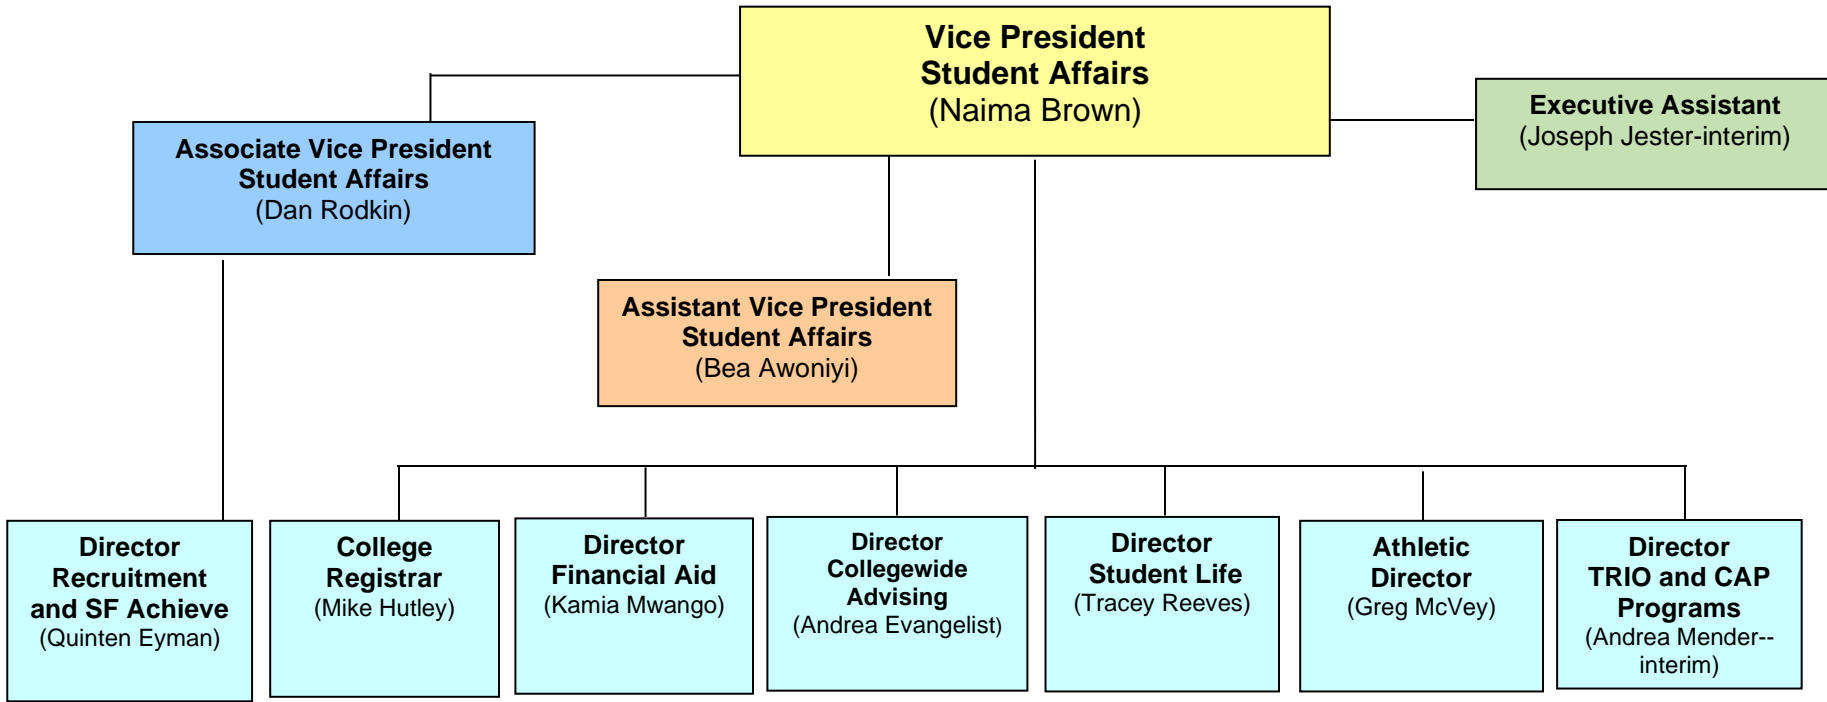 Vice President
Student Affairs
(Naima Brown)
Executive Assistant
(Joseph Jester-interim)
Associate Vice President
Student Affairs
(Dan Rodkin)
Assistant Vice President
Student Affairs
(Bea Awoniyi)
Director
Recruitment
and SF Achieve
(Quinten Eyman)
College
Registrar
(Mike Hutley)
Director
Financial Aid
(Kamia Mwango)
Director
Collegewide
Advising
(Andrea Evangelist)
Director
Student Life
(Tracey Reeves)
Athletic
Director
(Greg McVey)
Director
TRIO and CAP
Programs
(Andrea Mender--
interim)